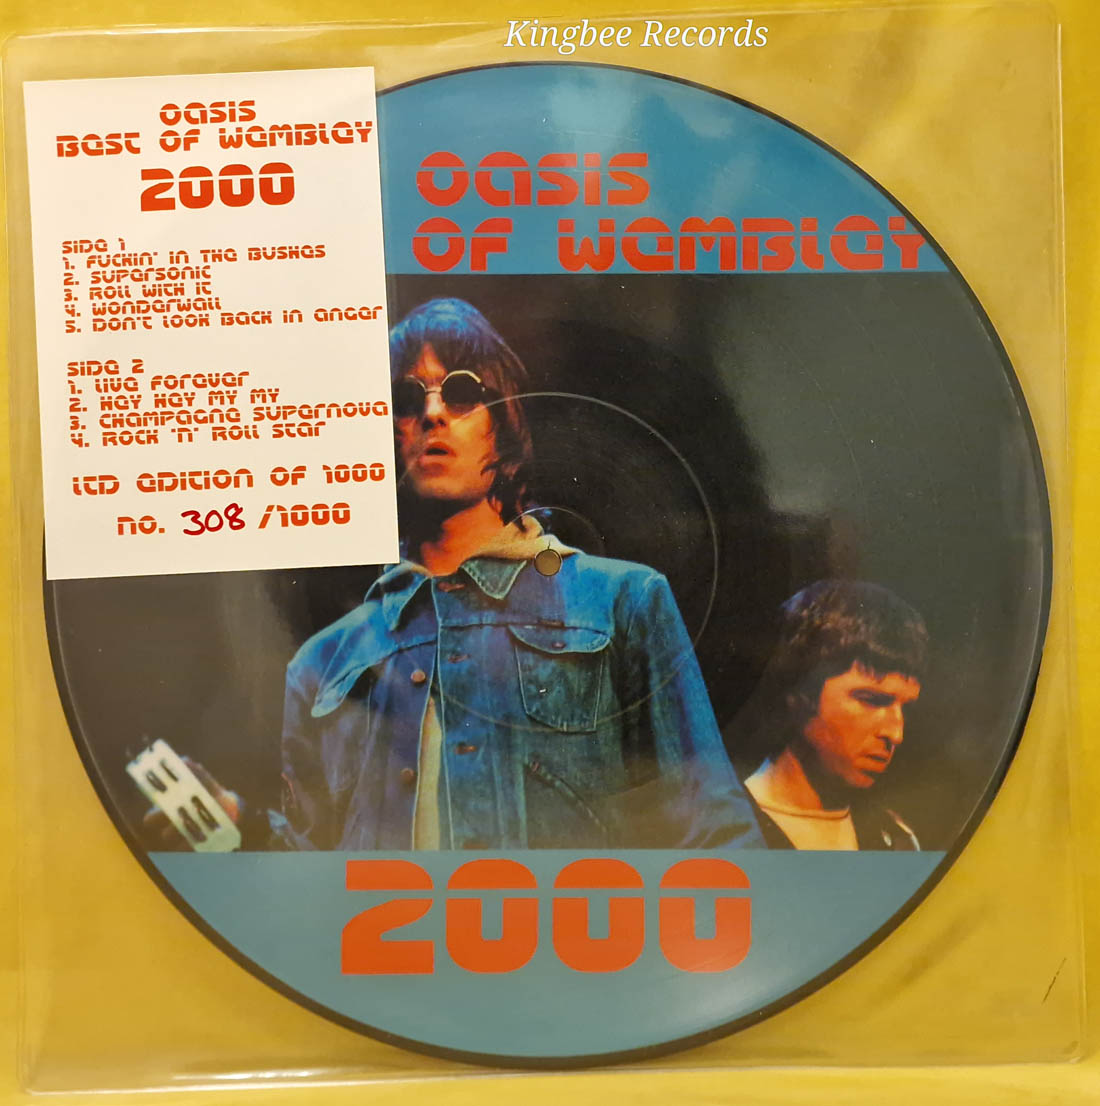 Kingbee Records
OASIS
BEST OF WEMBLEY
2000
SIDE 1
1. FUCKIN' IN THE BUSHES
2. SUPERSONIC
3. ROLL WITH IT
4. WONDERWALL
5. DON'T LOOK BACK IN ANGER
SIDE 2
1. LIVE FOREVER
2. HEY HEY MY MY
3. CHAMPAGNE SUPERNOVA
4. ROCK 'N' ROLL STAR
LTD EDITION OF 1000
NO. 308 /1000
OASIS
OF WEMBLEY
2000